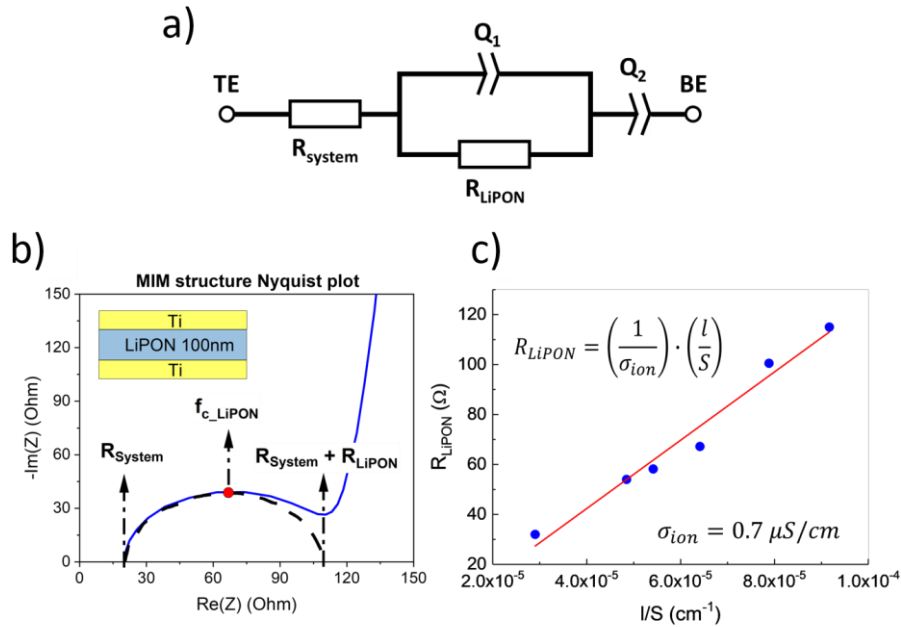 a)
Q1
Q2
TE
BE
Rsystem
RLiPON
b)
MIM structure Nyquist plot
150
120
90
60
30
0
-Im(Z) (Ohm)
Ti
LiPON 100nm
Ti
fc_LiPON
RSystem
RSystem + RLiPON
0 30 60 90 120 150
Re(Z) (Ohm)
c)
120
100
80
60
40
20
RLiPON (Ω)
RLiPON = (1/σion) · (l/S)
σion = 0.7 μS/cm
2.0x10⁻⁵ 4.0x10⁻⁵ 6.0x10⁻⁵ 8.0x10⁻⁵ 1.0x10⁻⁴
l/S (cm⁻¹)